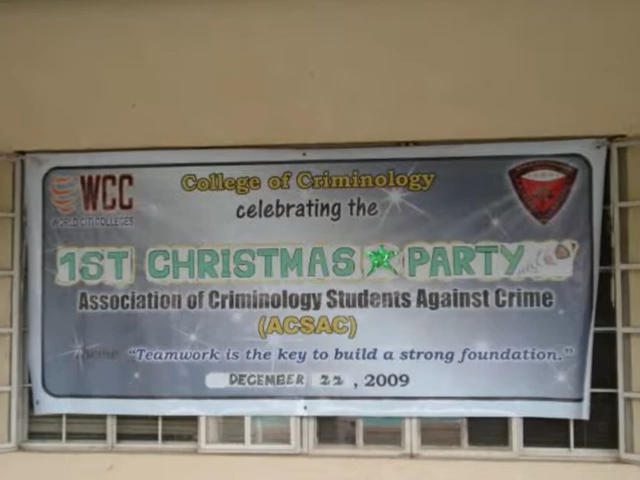 WCC
WORLD CITI COLLEGES
College of Criminology
celebrating the
1ST CHRISTMAS PARTY
Association of Criminology Students Against Crime
(ACSAC)
"Teamwork is the key to build a strong foundation."
DECEMBER 22, 2009